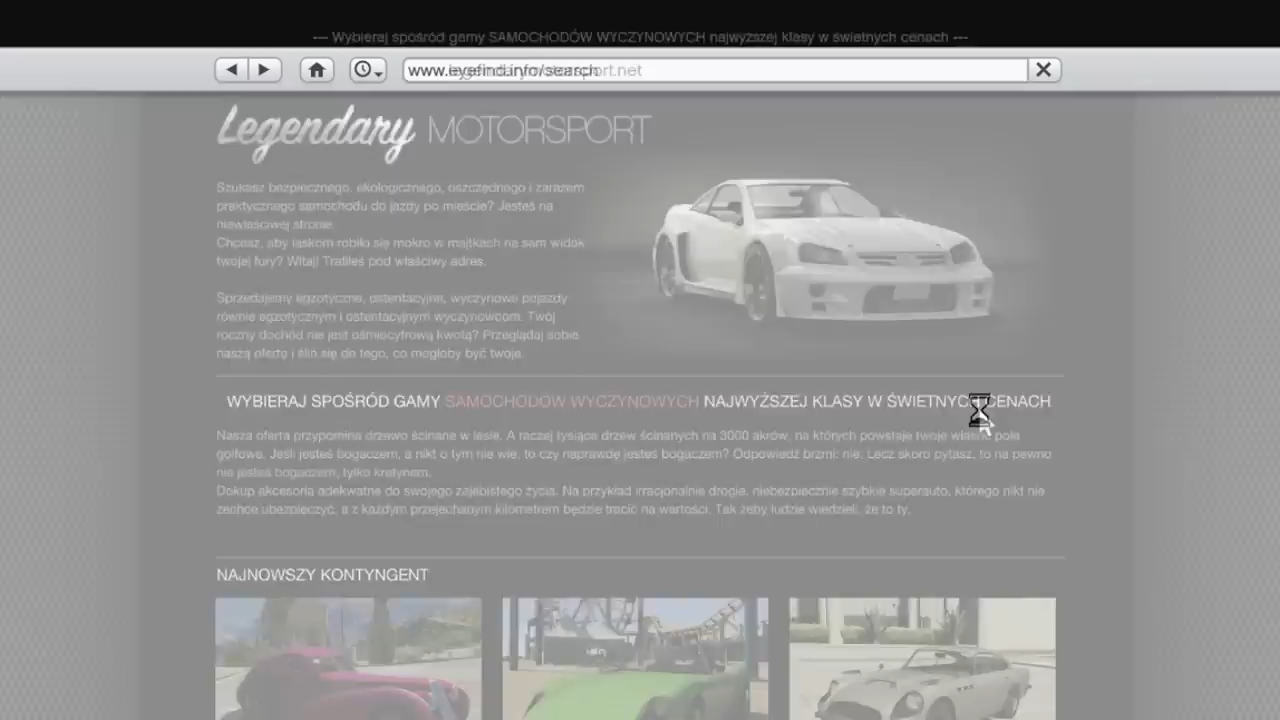 --- Wybieraj spośród gamy SAMOCHODÓW WYCZYNOWYCH najwyższej klasy w świetnych cenach ---
Legendary MOTORSPORT
Szukasz bezpiecznego, ekologicznego, oszczędnego i zarazem
praktycznego samochodu do jazdy po mieście? Jesteś na
niewłaściwej stronie.
Chcesz, aby laskom robiło się mokro w majtkach na sam widok
twojej fury? Witaj! Trafiłeś pod właściwy adres.
Sprzedajemy egzotyczne, ostentacyjne, wyczynowe pojazdy
równie egzotycznym i ostentacyjnym wyczynowcom. Twój
roczny dochód nie jest ośmiocyfrową kwotą? Przeglądaj sobie
naszą ofertę i śliń się do tego, co mogłoby być twoje.
WYBIERAJ SPOŚRÓD GAMY SAMOCHODÓW WYCZYNOWYCH NAJWYŻSZEJ KLASY W ŚWIETNYCH CENACH
Nasza oferta przypomina drzewo ścinane w lesie. A raczej tysiące drzew ścinanych na 3000 akrów, na których powstaje twoje własne pole
golfowe. Jeśli jesteś bogaczem, a nikt o tym nie wie, to czy naprawdę jesteś bogaczem? Odpowiedź brzmi: nie. Lecz skoro pytasz, to na pewno
nie jesteś bogaczem, tylko kretynem.
Dokup akcesoria adekwatne do swojego zajebistego życia. Na przykład irracjonalnie drogie, niebezpiecznie szybkie superauto, którego nikt nie
zechce ubezpieczyć, a z każdym przejechanym kilometrem będzie tracić na wartości. Tak żeby ludzie wiedzieli, że to ty.
NAJNOWSZY KONTYNGENT